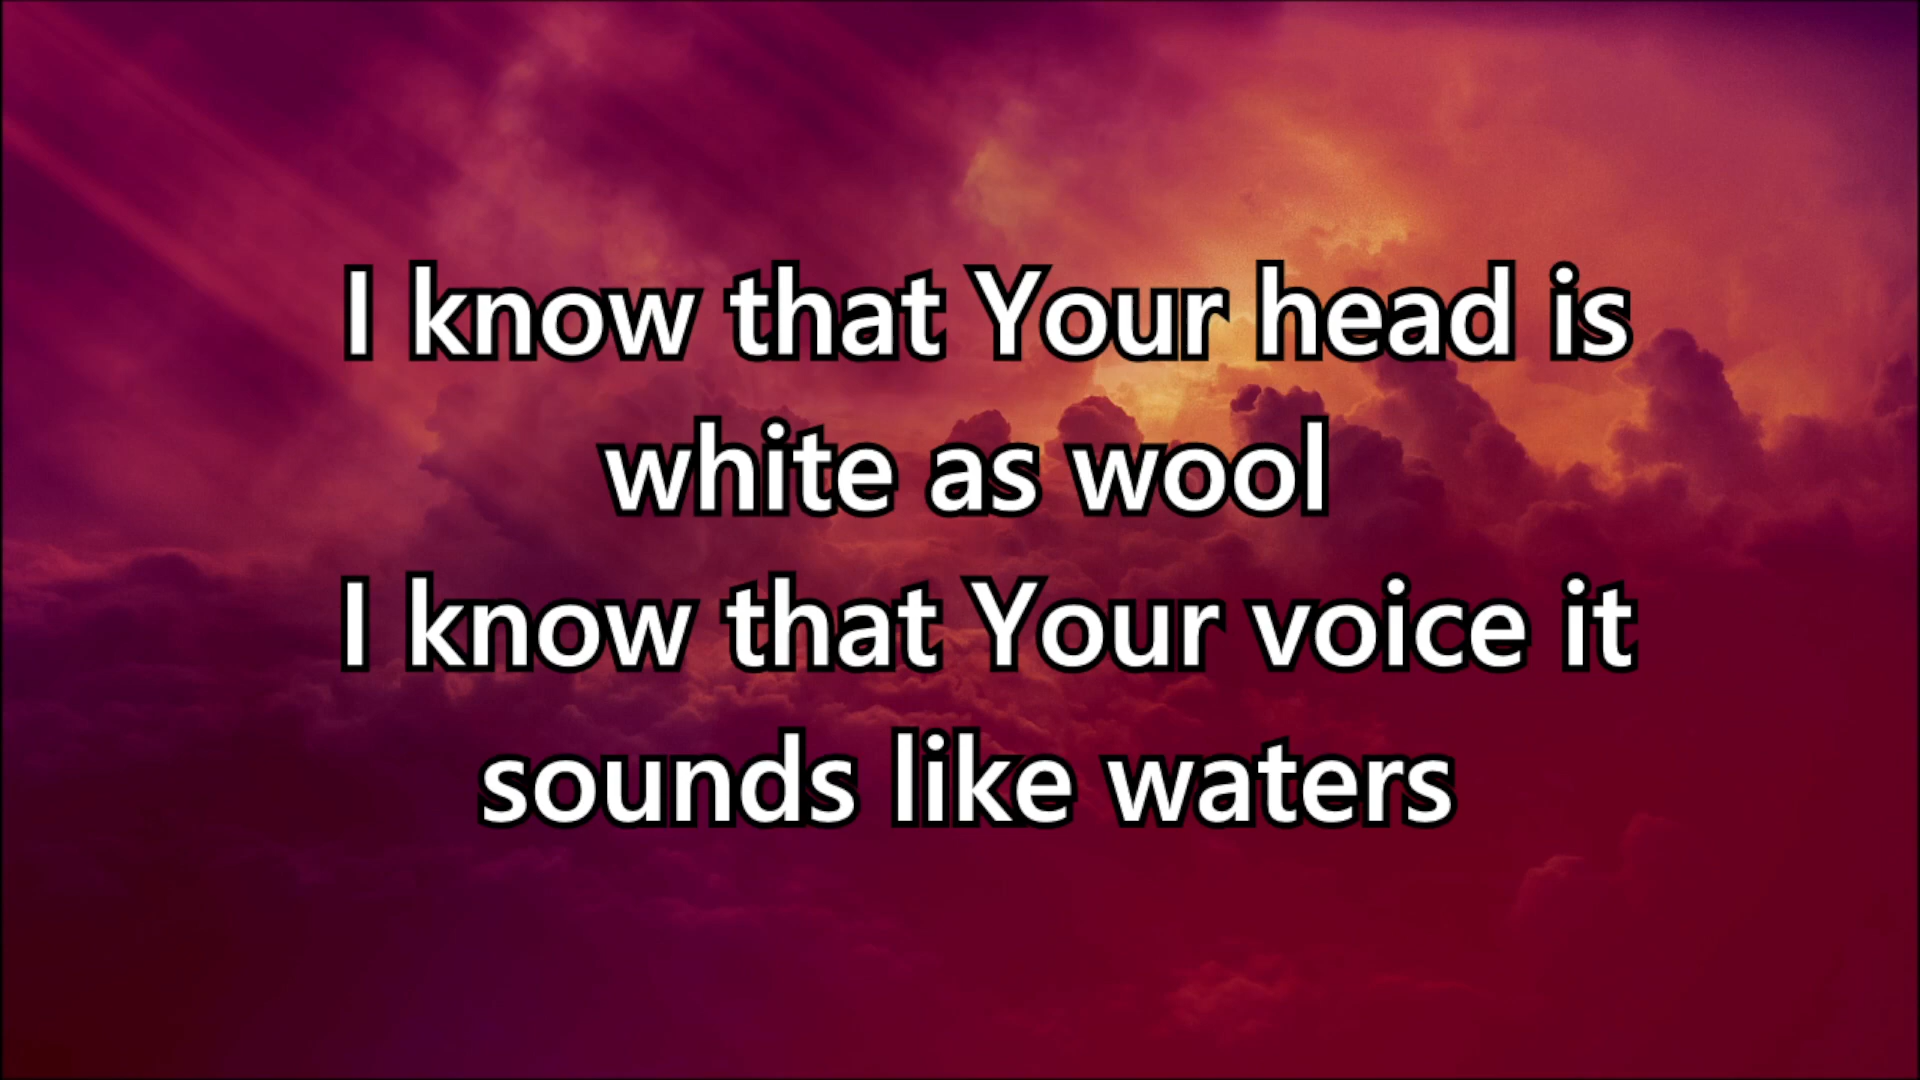 I know that Your head is
white as wool
I know that Your voice it
sounds like waters